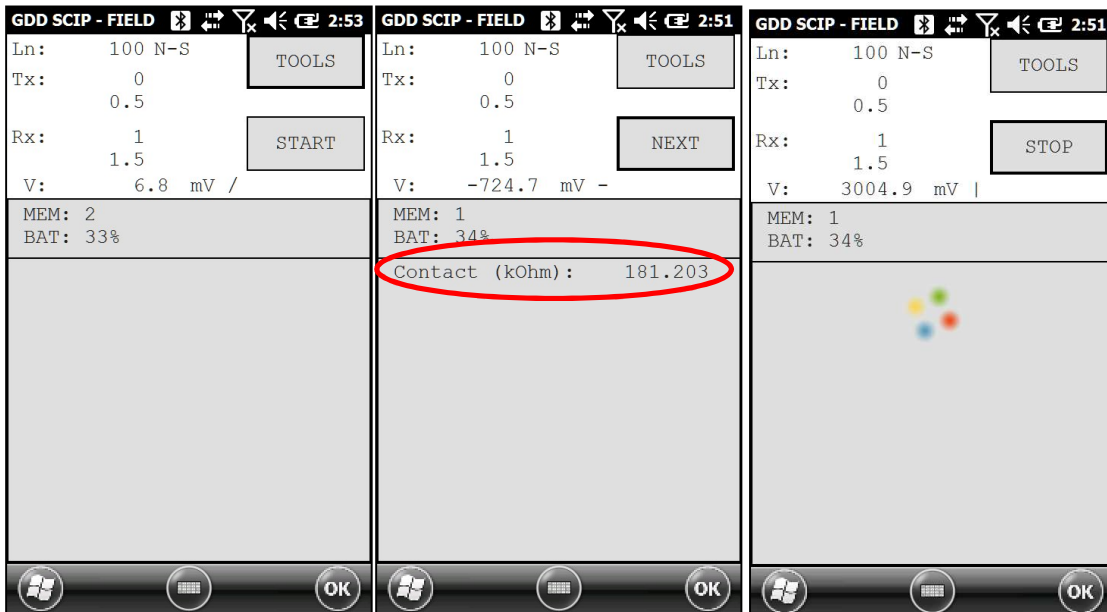 GDD SCIP - FIELD 2:53
Ln: 100 N-S
TOOLS
Tx: 0
0.5
Rx: 1
START
1.5
V: 6.8 mV /
MEM: 2
BAT: 33%
OK
GDD SCIP - FIELD 2:51
Ln: 100 N-S
TOOLS
Tx: 0
0.5
Rx: 1
NEXT
1.5
V: -724.7 mV -
MEM: 1
BAT: 34%
Contact (kOhm): 181.203
OK
GDD SCIP - FIELD 2:51
Ln: 100 N-S
TOOLS
Tx: 0
0.5
Rx: 1
STOP
1.5
V: 3004.9 mV |
MEM: 1
BAT: 34%
OK